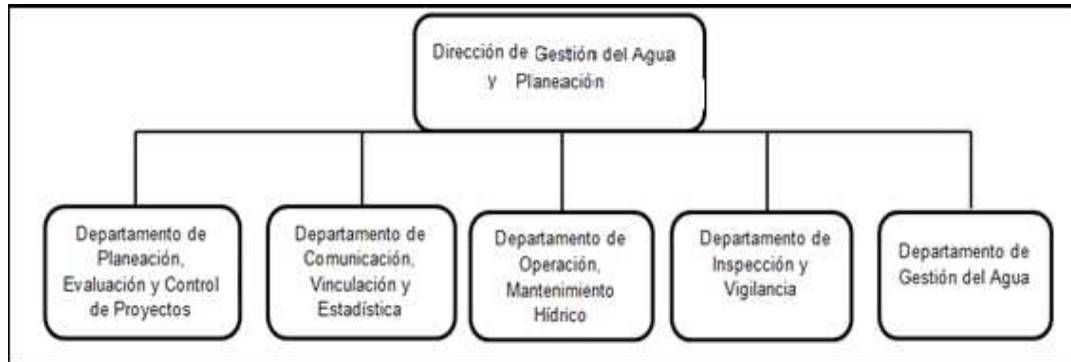 Dirección de Gestión del Agua
y Planeación
Departamento de
Planeación,
Evaluación y Control
de Proyectos
Departamento de
Comunicación,
Vinculación y
Estadística
Departamento de
Operación,
Mantenimiento
Hídrico
Departamento de
Inspección y
Vigilancia
Departamento de
Gestión del Agua